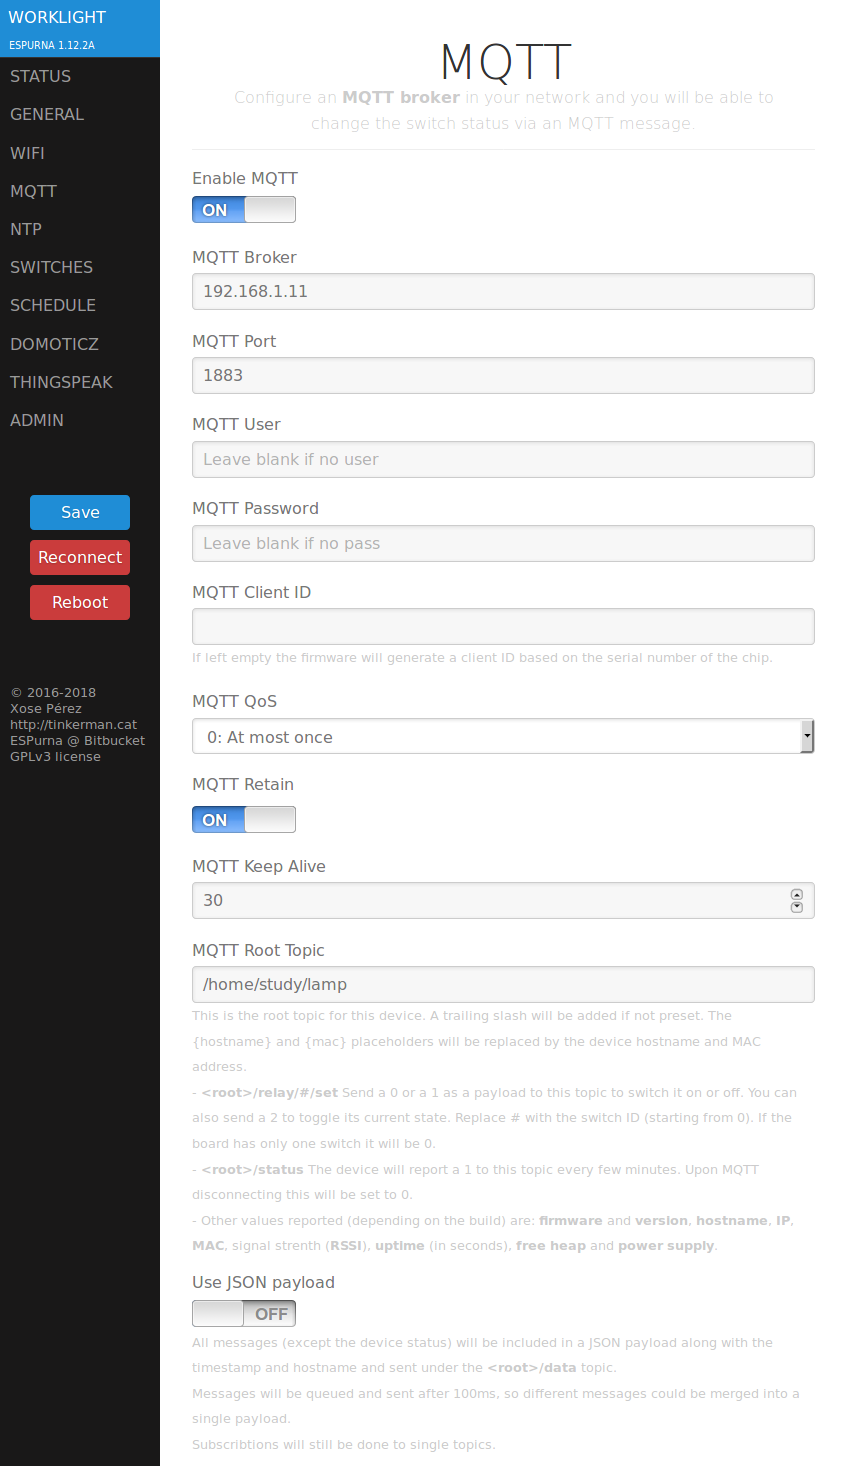 WORKLIGHT
ESPURNA 1.12.2A
STATUS
GENERAL
WIFI
MQTT
NTP
SWITCHES
SCHEDULE
DOMOTICZ
THINGSPEAK
ADMIN
Save
Reconnect
Reboot
© 2016-2018
Xose Pérez
http://tinkerman.cat
ESPurna @ Bitbucket
GPLv3 license
MQTT
Configure an MQTT broker in your network and you will be able to
change the switch status via an MQTT message.
Enable MQTT
ON
MQTT Broker
192.168.1.11
MQTT Port
1883
MQTT User
Leave blank if no user
MQTT Password
Leave blank if no pass
MQTT Client ID
If left empty the firmware will generate a client ID based on the serial number of the chip.
MQTT QoS
0: At most once
MQTT Retain
ON
MQTT Keep Alive
30
MQTT Root Topic
/home/study/lamp
This is the root topic for this device. A trailing slash will be added if not preset. The
{hostname} and {mac} placeholders will be replaced by the device hostname and MAC
address.
- <root>/relay/#/set Send a 0 or a 1 as a payload to this topic to switch it on or off. You can
also send a 2 to toggle its current state. Replace # with the switch ID (starting from 0). If the
board has only one switch it will be 0.
- <root>/status The device will report a 1 to this topic every few minutes. Upon MQTT
disconnecting this will be set to 0.
- Other values reported (depending on the build) are: firmware and version, hostname, IP,
MAC, signal strenth (RSSI), uptime (in seconds), free heap and power supply.
Use JSON payload
OFF
All messages (except the device status) will be included in a JSON payload along with the
timestamp and hostname and sent under the <root>/data topic.
Messages will be queued and sent after 100ms, so different messages could be merged into a
single payload.
Subscribtions will still be done to single topics.